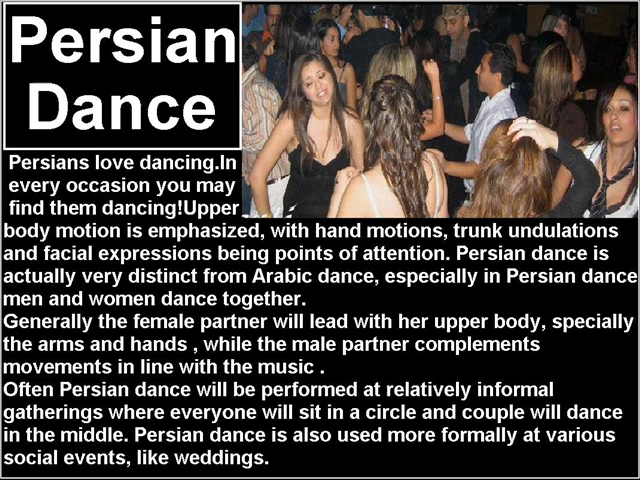 Persian
Dance
Persians love dancing.In
every occasion you may
find them dancing!Upper
body motion is emphasized, with hand motions, trunk undulations
and facial expressions being points of attention. Persian dance is
actually very distinct from Arabic dance, especially in Persian dance
men and women dance together.
Generally the female partner will lead with her upper body, specially
the arms and hands , while the male partner complements
movements in line with the music .
Often Persian dance will be performed at relatively informal
gatherings where everyone will sit in a circle and couple will dance
in the middle. Persian dance is also used more formally at various
social events, like weddings.